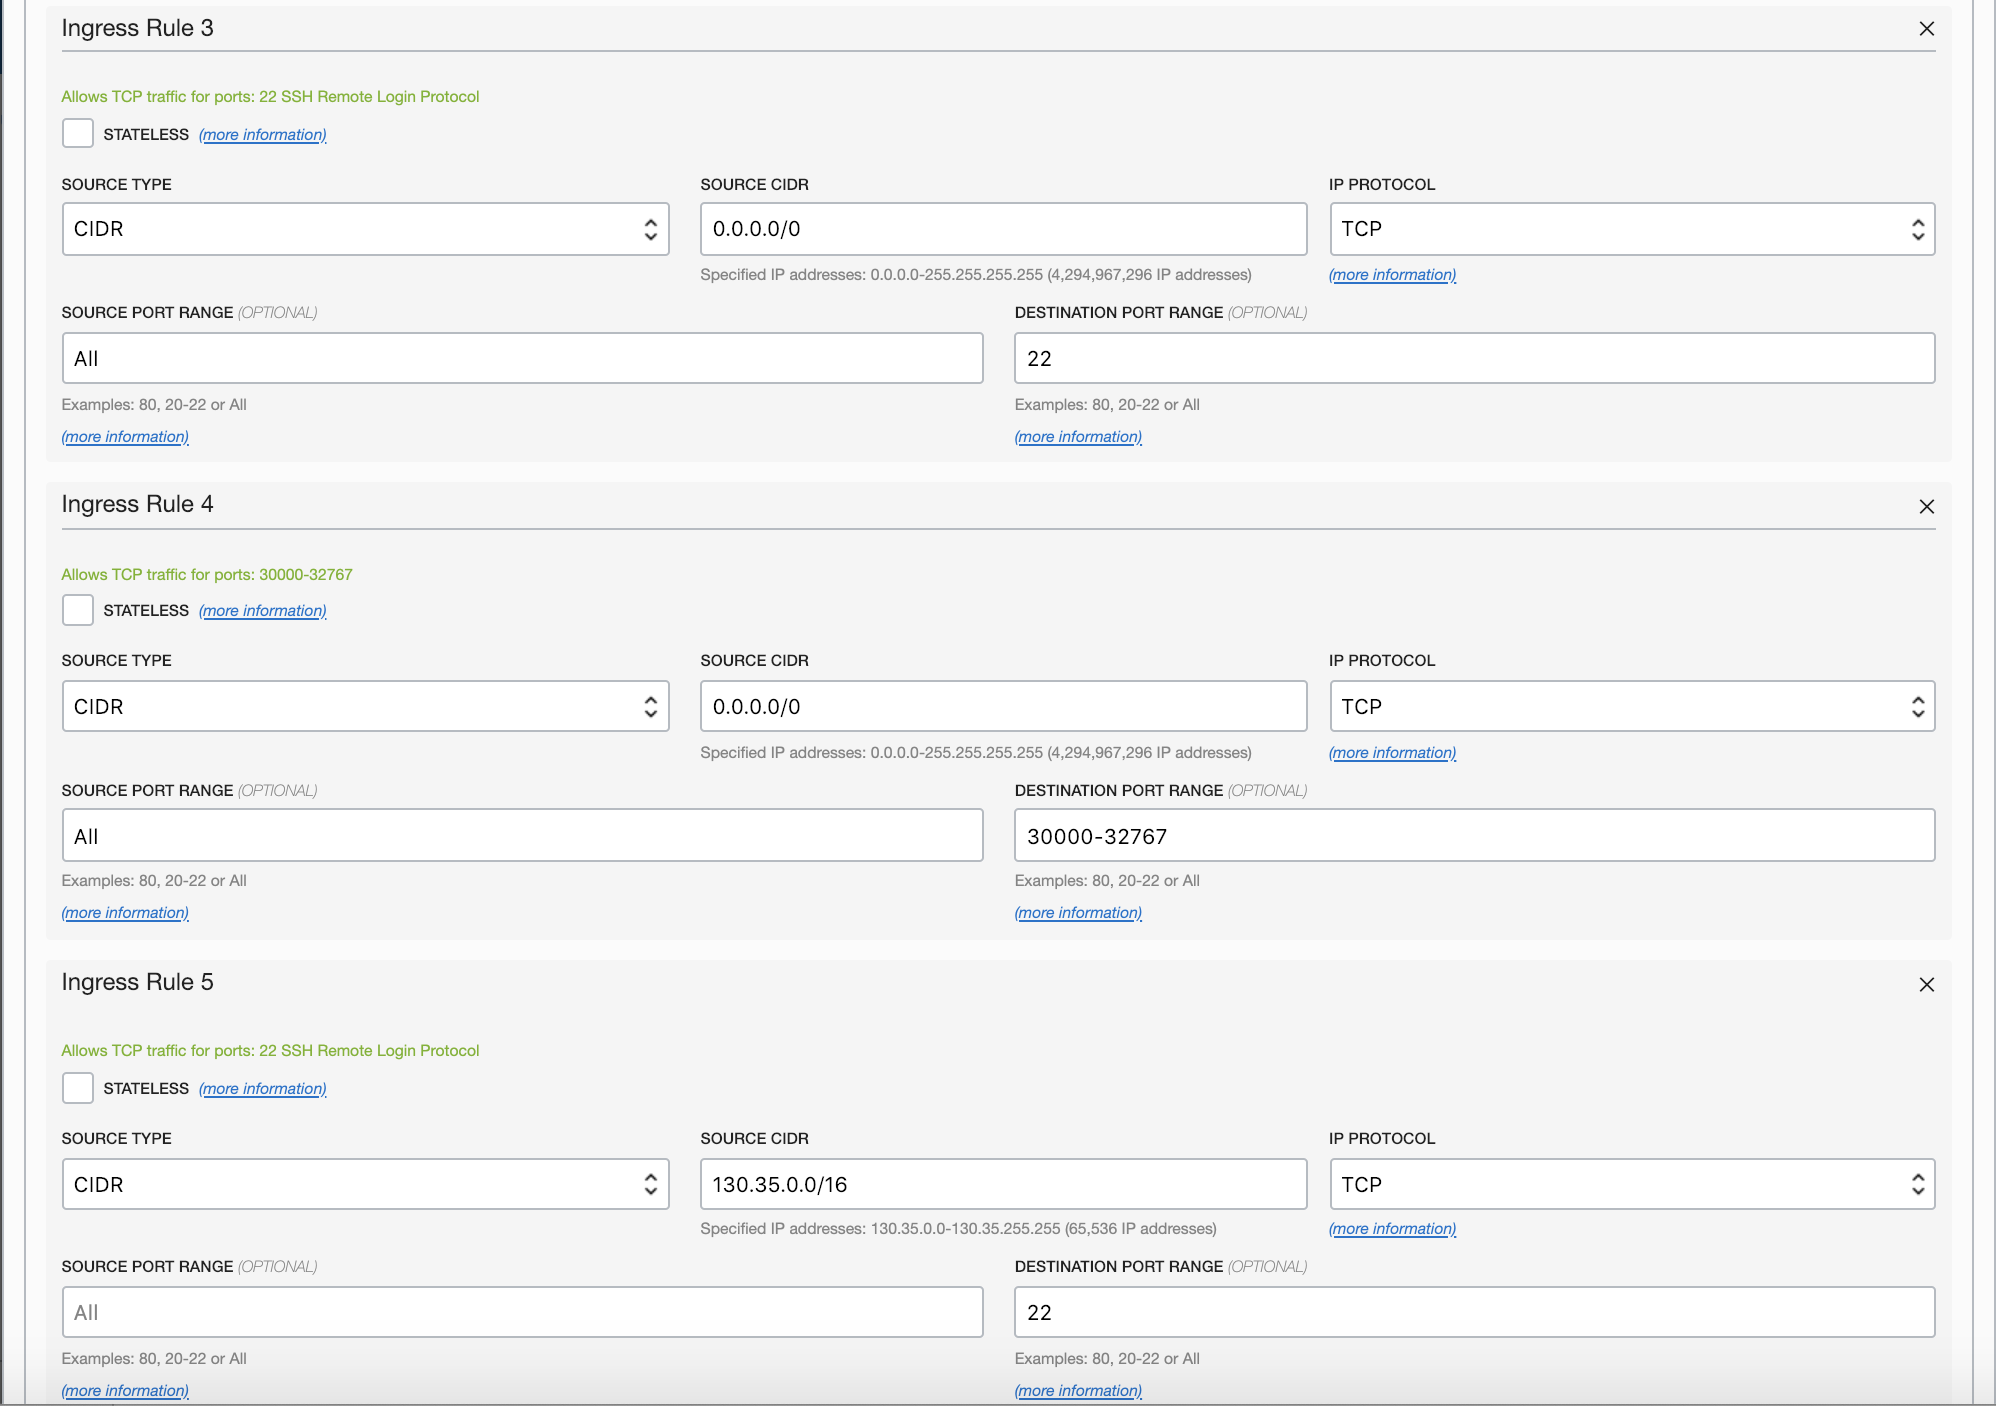 Ingress Rule 3
Allows TCP traffic for ports: 22 SSH Remote Login Protocol
STATELESS (more information)
SOURCE TYPE SOURCE CIDR IP PROTOCOL
CIDR 0.0.0.0/0 TCP
Specified IP addresses: 0.0.0.0-255.255.255.255 (4,294,967,296 IP addresses) (more information)
SOURCE PORT RANGE (OPTIONAL) DESTINATION PORT RANGE (OPTIONAL)
All 22
Examples: 80, 20-22 or All Examples: 80, 20-22 or All
(more information) (more information)
Ingress Rule 4
Allows TCP traffic for ports: 30000-32767
STATELESS (more information)
SOURCE TYPE SOURCE CIDR IP PROTOCOL
CIDR 0.0.0.0/0 TCP
Specified IP addresses: 0.0.0.0-255.255.255.255 (4,294,967,296 IP addresses) (more information)
SOURCE PORT RANGE (OPTIONAL) DESTINATION PORT RANGE (OPTIONAL)
All 30000-32767
Examples: 80, 20-22 or All Examples: 80, 20-22 or All
(more information) (more information)
Ingress Rule 5
Allows TCP traffic for ports: 22 SSH Remote Login Protocol
STATELESS (more information)
SOURCE TYPE SOURCE CIDR IP PROTOCOL
CIDR 130.35.0.0/16 TCP
Specified IP addresses: 130.35.0.0-130.35.255.255 (65,536 IP addresses) (more information)
SOURCE PORT RANGE (OPTIONAL) DESTINATION PORT RANGE (OPTIONAL)
All 22
Examples: 80, 20-22 or All Examples: 80, 20-22 or All
(more information) (more information)